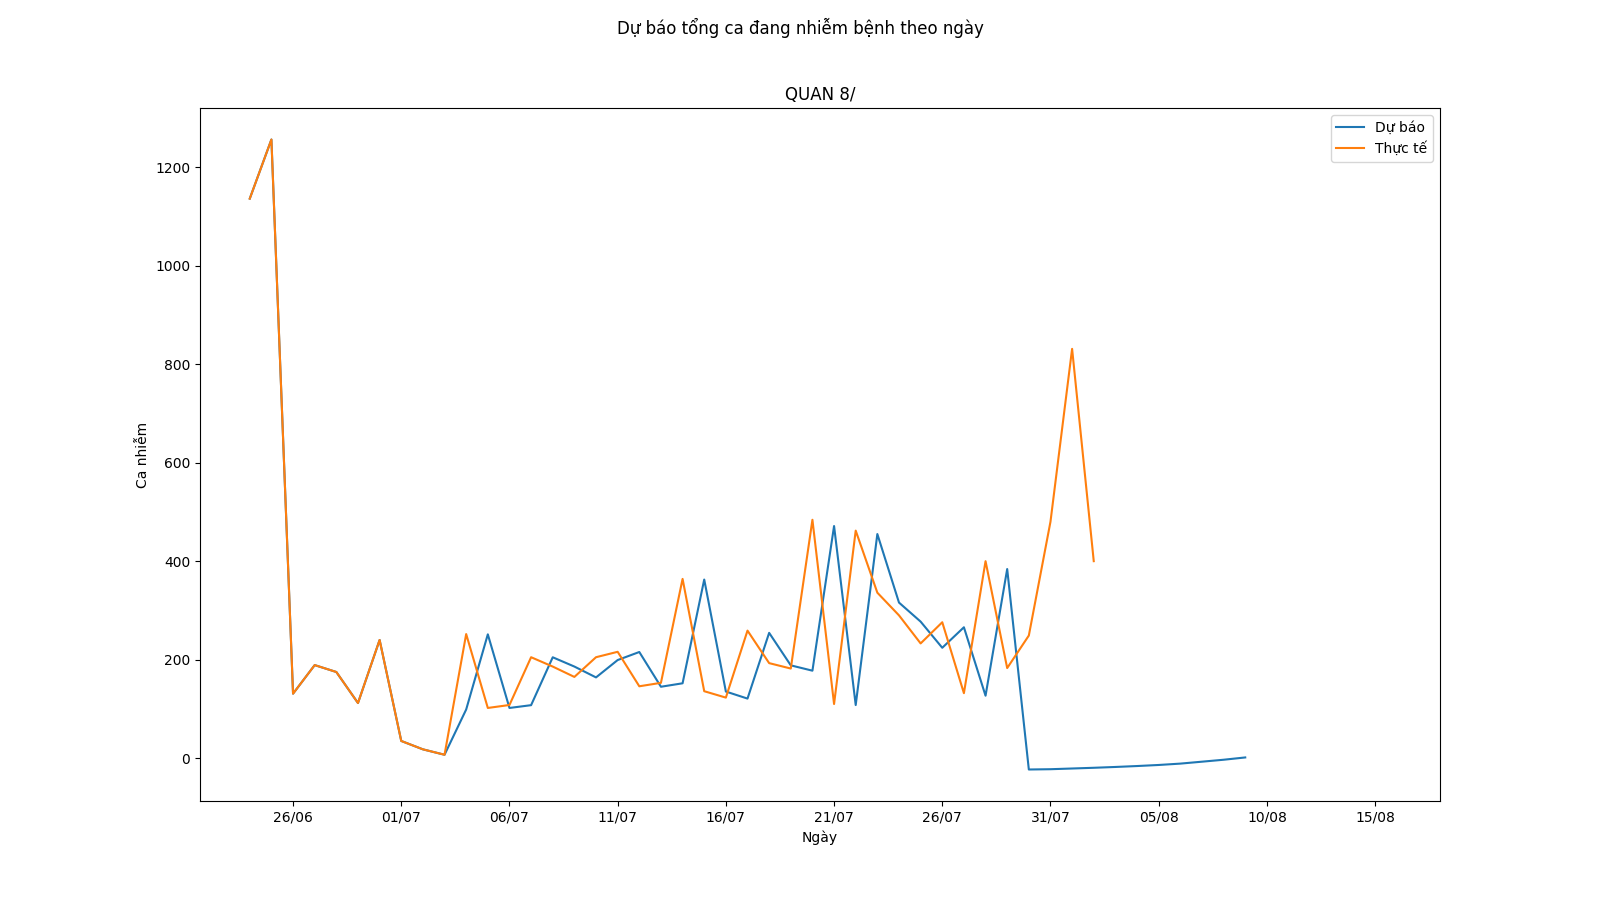 Dự báo tổng ca đang nhiễm bệnh theo ngày
QUAN 8/
Dự báo
Thực tế
1200
1000
800
600
400
200
0
Ca nhiễm
26/06 01/07 06/07 11/07 16/07 21/07 26/07 31/07 05/08 10/08 15/08
Ngày